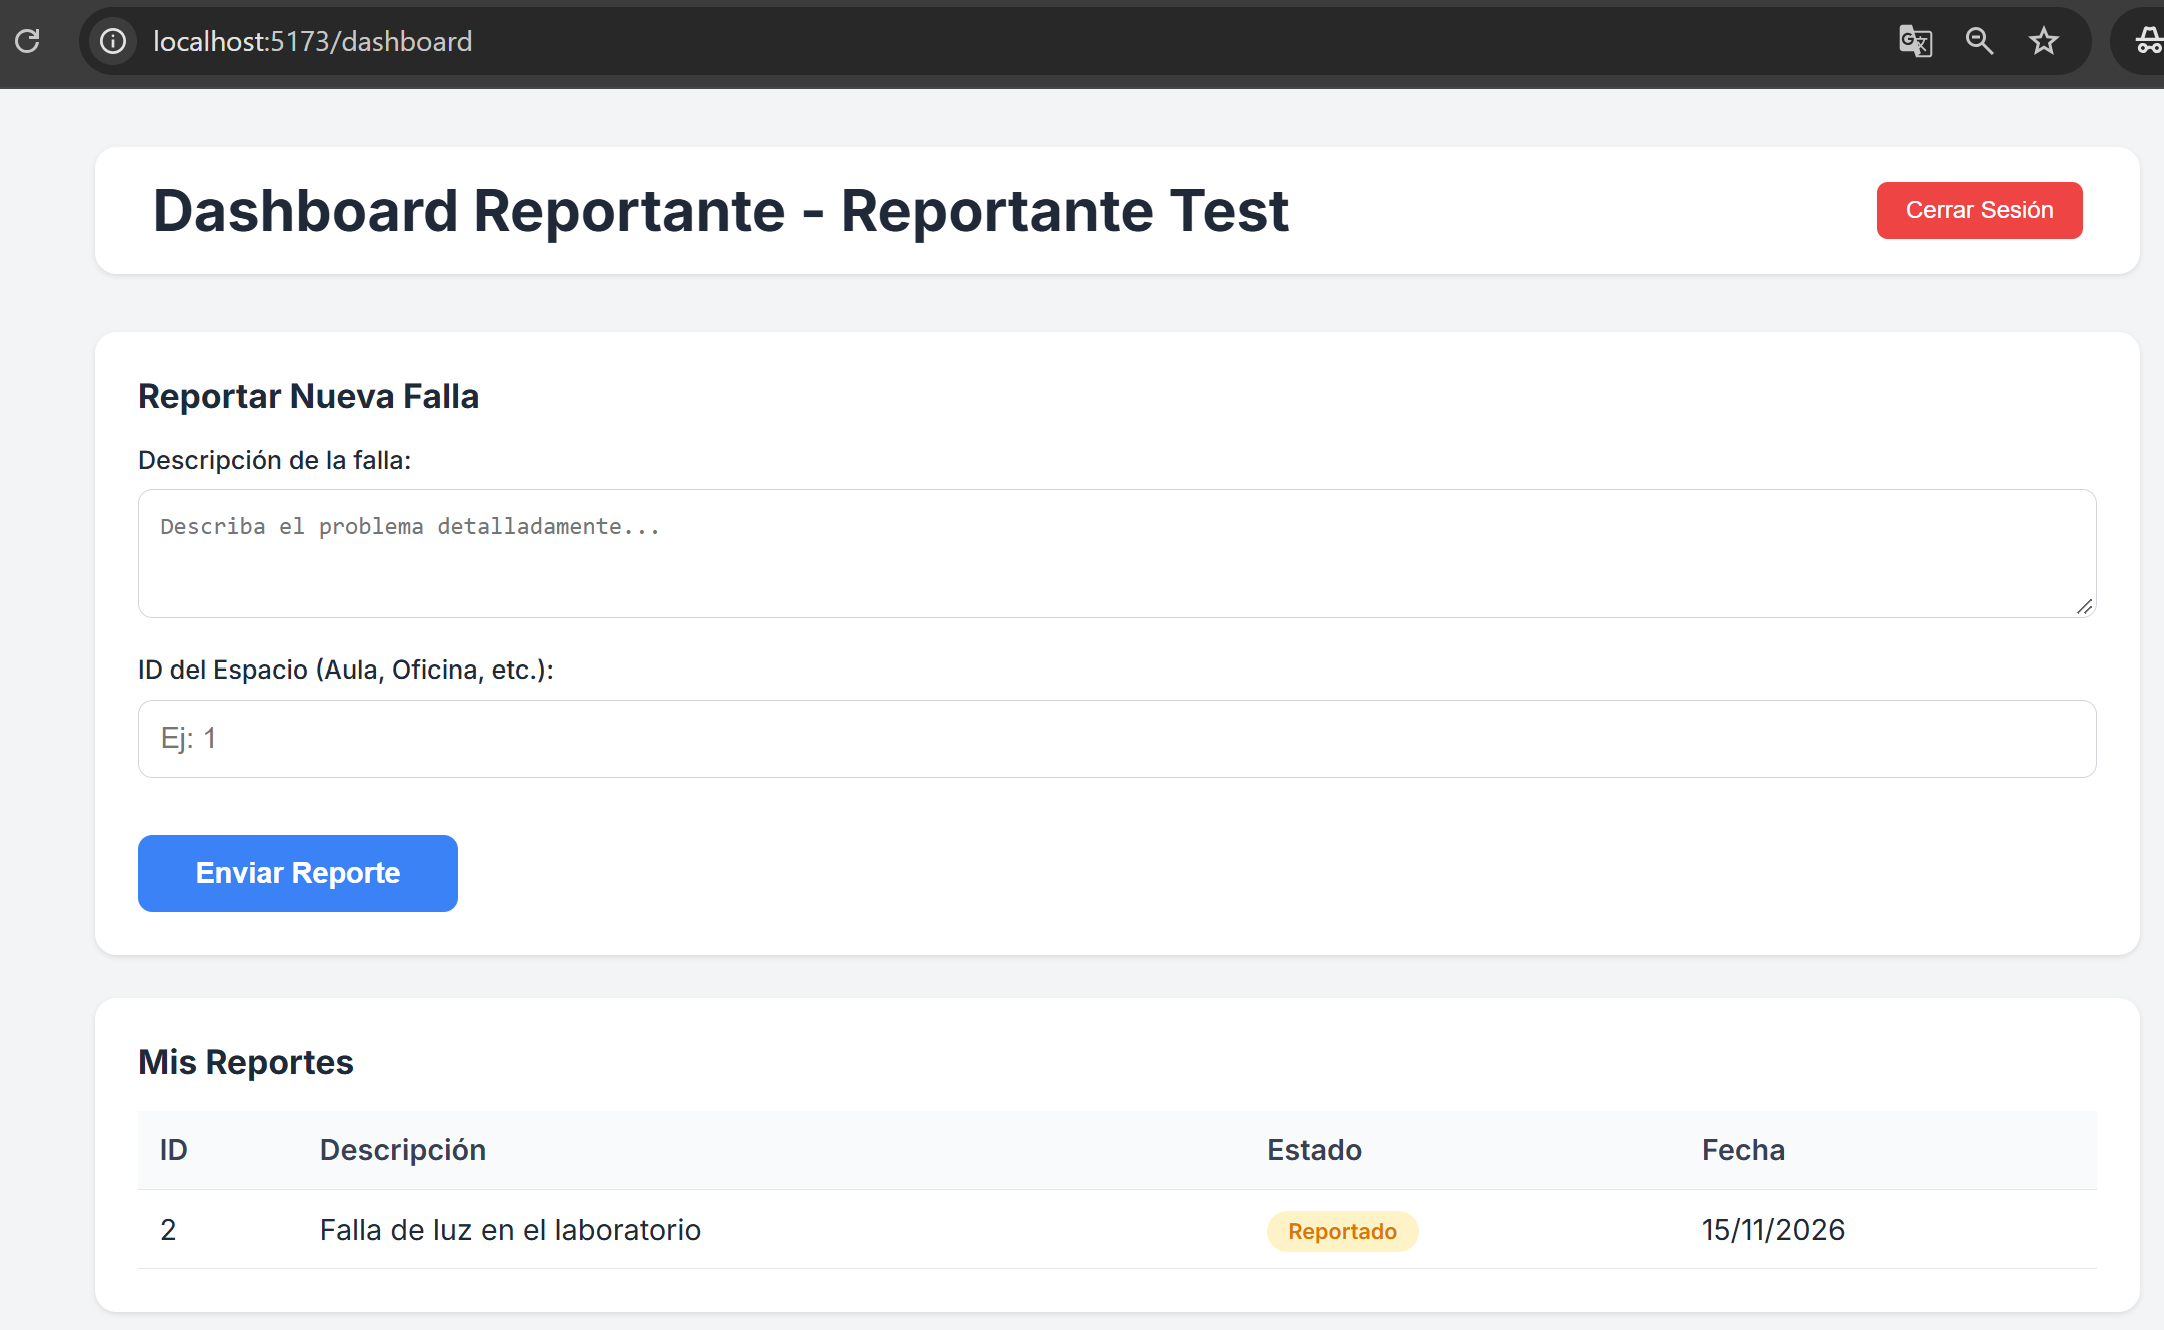 localhost:5173/dashboard
Dashboard Reportante - Reportante Test
Cerrar Sesión
Reportar Nueva Falla
Descripción de la falla:
Describa el problema detalladamente...
ID del Espacio (Aula, Oficina, etc.):
Ej: 1
Enviar Reporte
Mis Reportes
ID Descripción Estado Fecha
2 Falla de luz en el laboratorio Reportado 15/11/2026